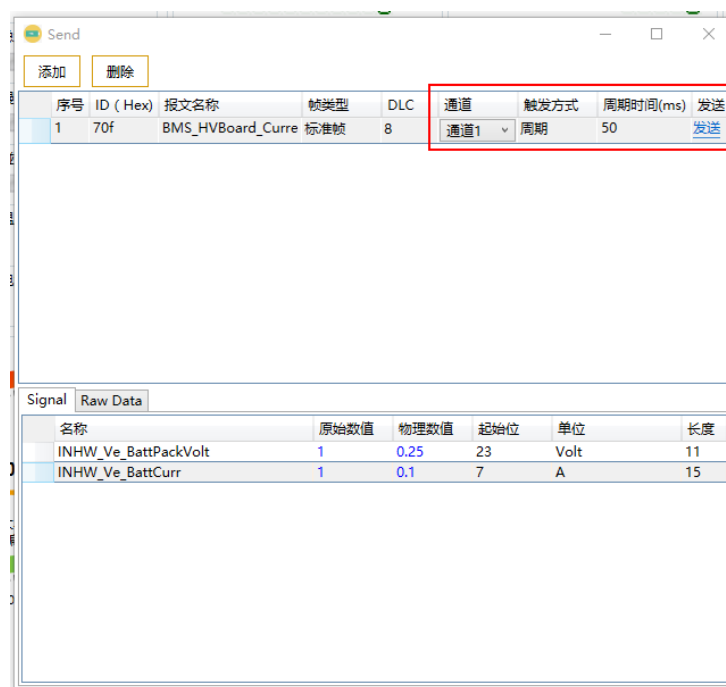 Send
添加 删除
序号 ID（Hex) 报文名称 帧类型 DLC 通道 触发方式 周期时间(ms) 发送
1 70f BMS_HVBoard_Curre 标准帧 8 通道1 周期 50 发送
Signal Raw Data
名称 原始数值 物理数值 起始位 单位 长度
INHW_Ve_BattPackVolt 1 0.25 23 Volt 11
INHW_Ve_BattCurr 1 0.1 7 A 15